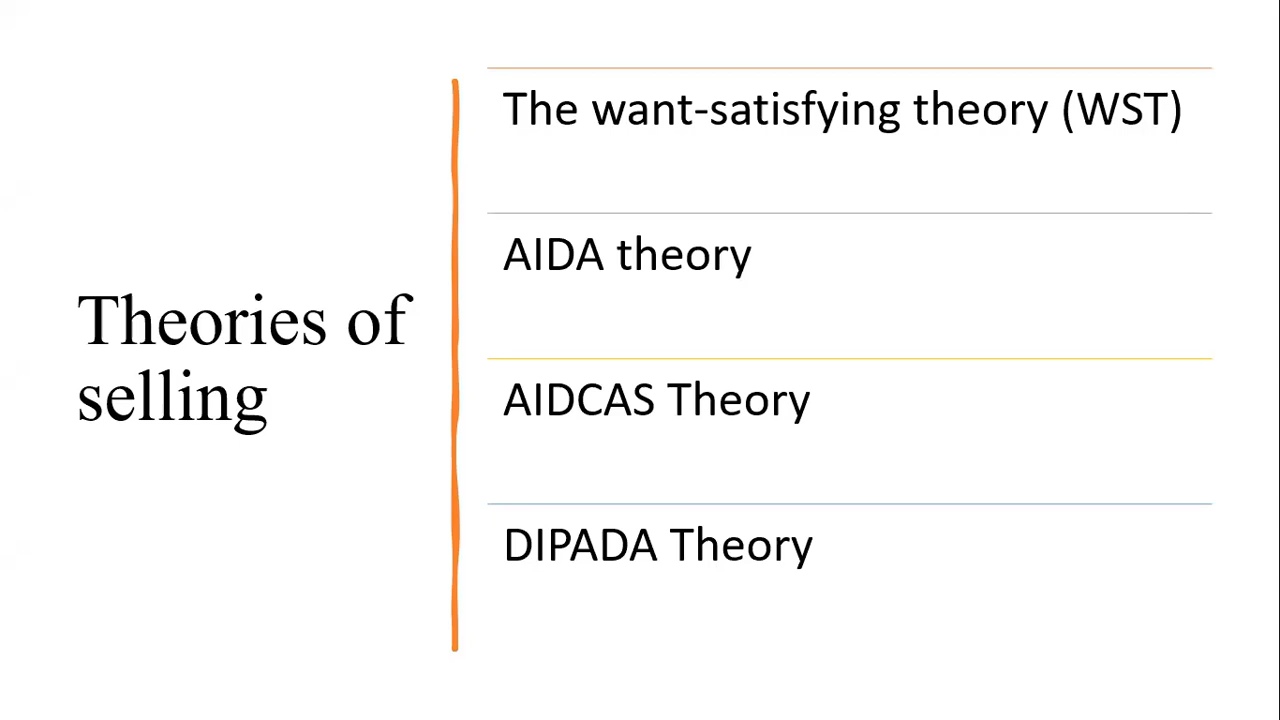 Theories of
selling
The want-satisfying theory (WST)
AIDA theory
AIDCAS Theory
DIPADA Theory